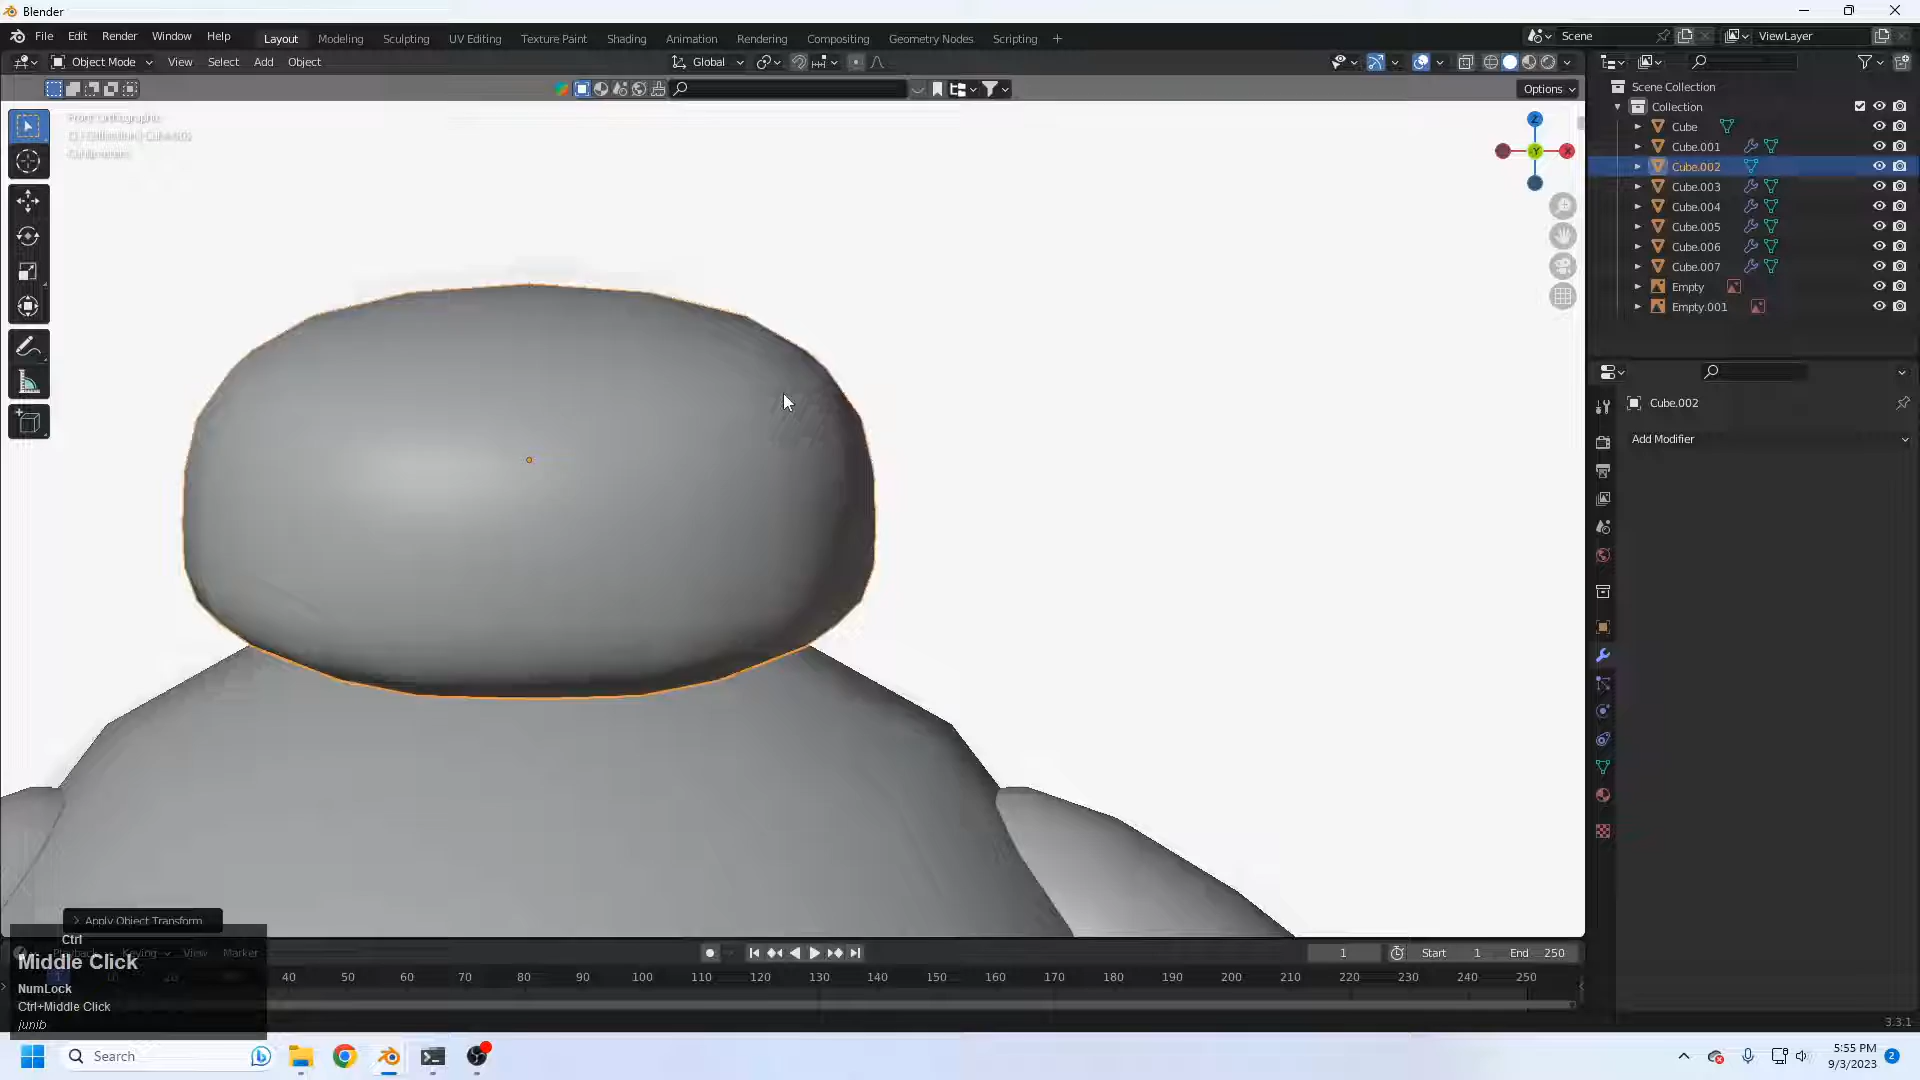 Blender
File Edit Render Window Help
Layout Modeling Sculpting UV Editing Texture Paint Shading Animation Rendering Compositing Geometry Nodes Scripting +
Scene
ViewLayer
Object Mode View Select Add Object
Global
Options
Front Orthographic
Scene Collection
Collection
Cube
Cube.001
Cube.002
Cube.003
Cube.004
Cube.005
Cube.006
Cube.007
Empty
Empty.001
Cube.002
Add Modifier
Apply Object Transform
Playback Keying View Marker
1 Start 1 End 250
40 50 60 70 80 90 100 110 120 130 140 150 160 170 180 190 200 210 220 230 240 250
Ctrl
Middle Click
NumLock
Ctrl+Middle Click
junib
3.3.1
Search
5:55 PM
9/3/2023
2